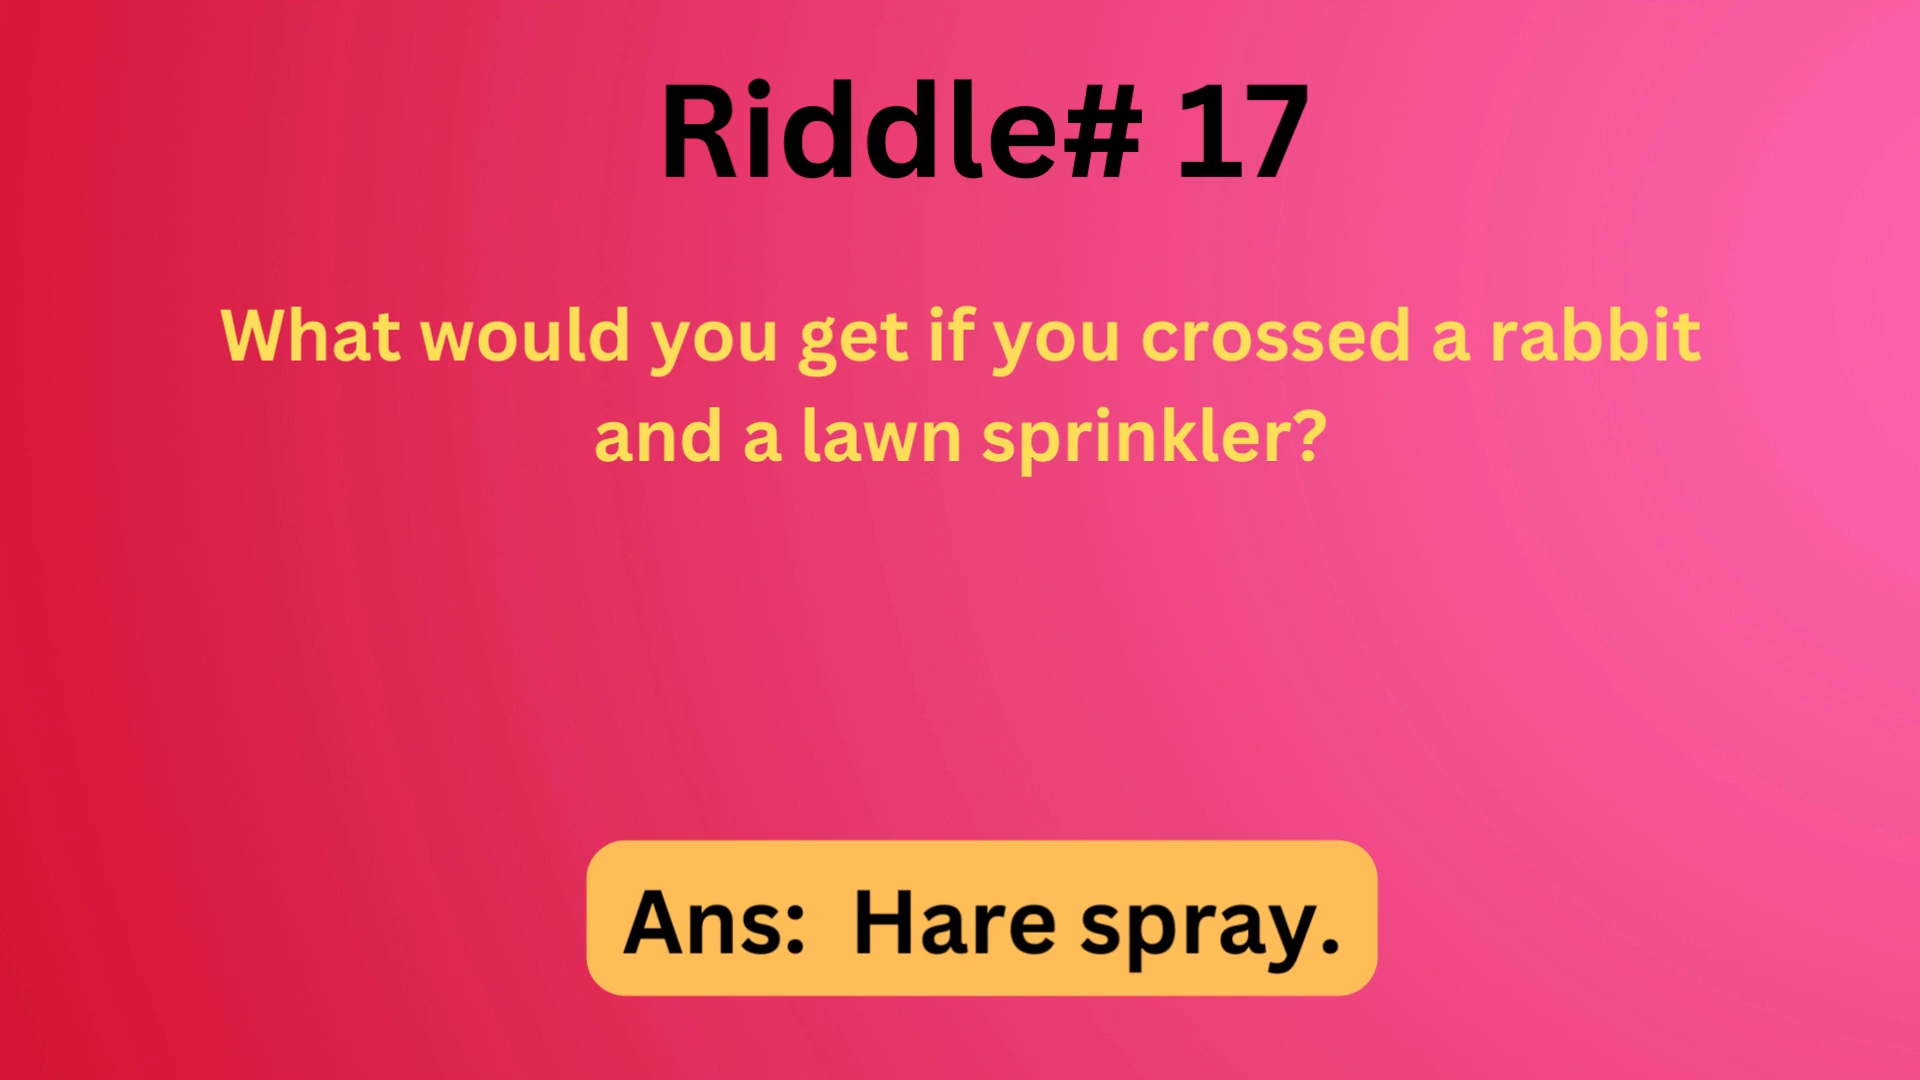 Riddle# 17
What would you get if you crossed a rabbit
and a lawn sprinkler?
Ans:  Hare spray.